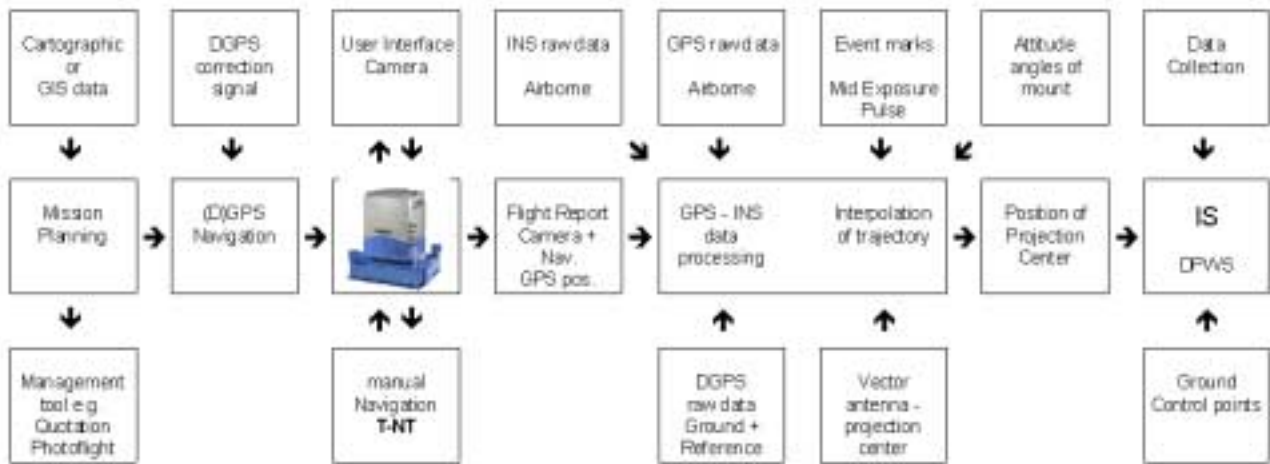 Cartographic
or
GIS data
DGPS
correction
signal
User Interface
Camera
INS raw data
Airborne
GPS raw data
Airborne
Event marks
Mid Exposure
Pulse
Attitude
angles of
mount
Data
Collection
Mission
Planning
(D)GPS
Navigation
Flight Report
Camera +
Nav.
GPS pos.
GPS - INS
data
processing
Interpolation
of trajectory
Position of
Projection
Center
IS
DPWS
Management
tool e.g.
Quotation
Photoflight
manual
Navigation
T-NT
DGPS
raw data
Ground +
Reference
Vector
antenna -
projection
center
Ground
Control points